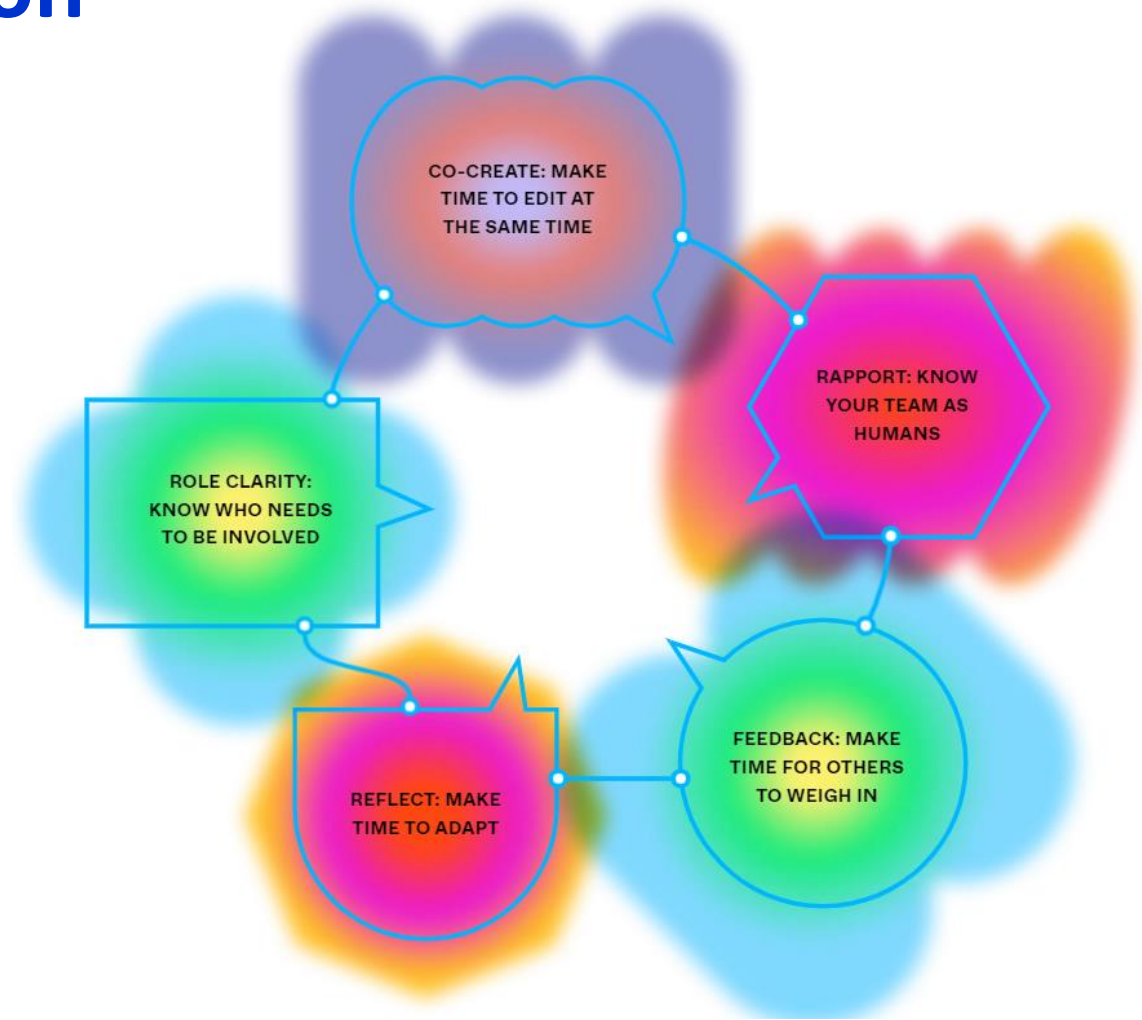 CO-CREATE: MAKE
TIME TO EDIT AT
THE SAME TIME
RAPPORT: KNOW
YOUR TEAM AS
HUMANS
ROLE CLARITY:
KNOW WHO NEEDS
TO BE INVOLVED
FEEDBACK: MAKE
TIME FOR OTHERS
TO WEIGH IN
REFLECT: MAKE
TIME TO ADAPT